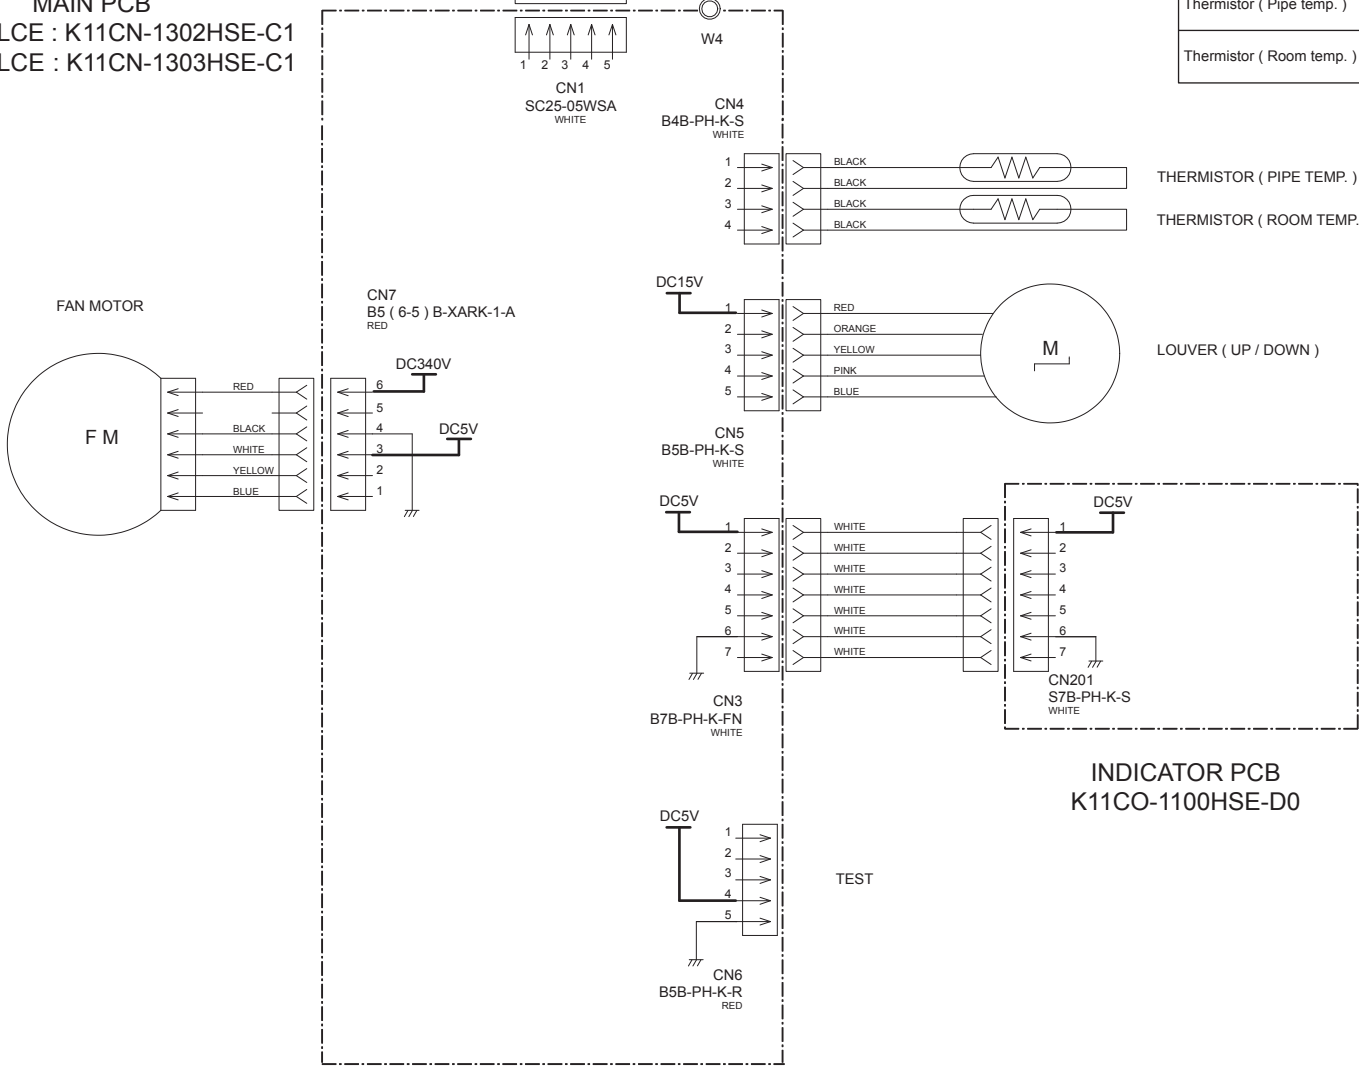 MAIN PCB
LCE : K11CN-1302HSE-C1
LCE : K11CN-1303HSE-C1
1 2 3 4 5
CN1
SC25-05WSA
WHITE
W4
Thermistor ( Pipe temp. )
Thermistor ( Room temp. )
CN4
B4B-PH-K-S
WHITE
1 BLACK
2 BLACK
3 BLACK
4 BLACK
THERMISTOR ( PIPE TEMP. )
THERMISTOR ( ROOM TEMP.
FAN MOTOR
F M
RED
BLACK
WHITE
YELLOW
BLUE
CN7
B5 ( 6-5 ) B-XARK-1-A
RED
DC340V
6
5
4
DC5V
3
2
1
DC15V
1 RED
2 ORANGE
3 YELLOW
4 PINK
5 BLUE
M
LOUVER ( UP / DOWN )
CN5
B5B-PH-K-S
WHITE
DC5V
1 WHITE
2 WHITE
3 WHITE
4 WHITE
5 WHITE
6 WHITE
7 WHITE
CN3
B7B-PH-K-FN
WHITE
DC5V
1
2
3
4
5
6
7
CN201
S7B-PH-K-S
WHITE
INDICATOR PCB
K11CO-1100HSE-D0
DC5V
1
2
3
4
5
TEST
CN6
B5B-PH-K-R
RED